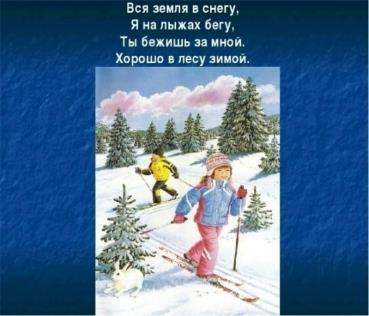 Вся земля в снегу,
Я на лыжах бегу,
Ты бежишь за мной.
Хорошо в лесу зимой.